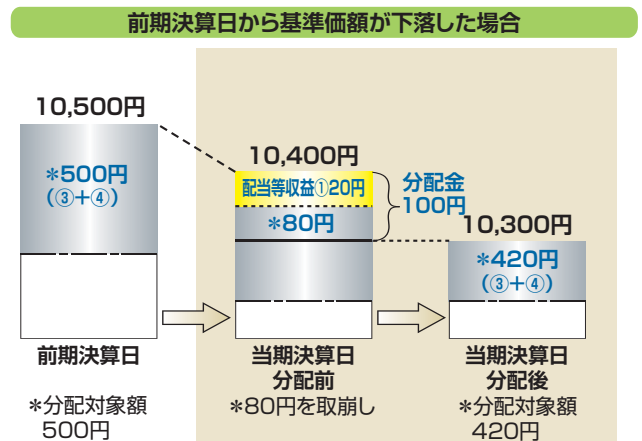 前期決算日から基準価額が下落した場合
10,500円
*500円
(③+④)
10,400円
配当等収益①20円
*80円
分配金
100円
10,300円
*420円
(③+④)
前期決算日
当期決算日
分配前
当期決算日
分配後
*分配対象額
500円
*80円を取崩し
*分配対象額
420円